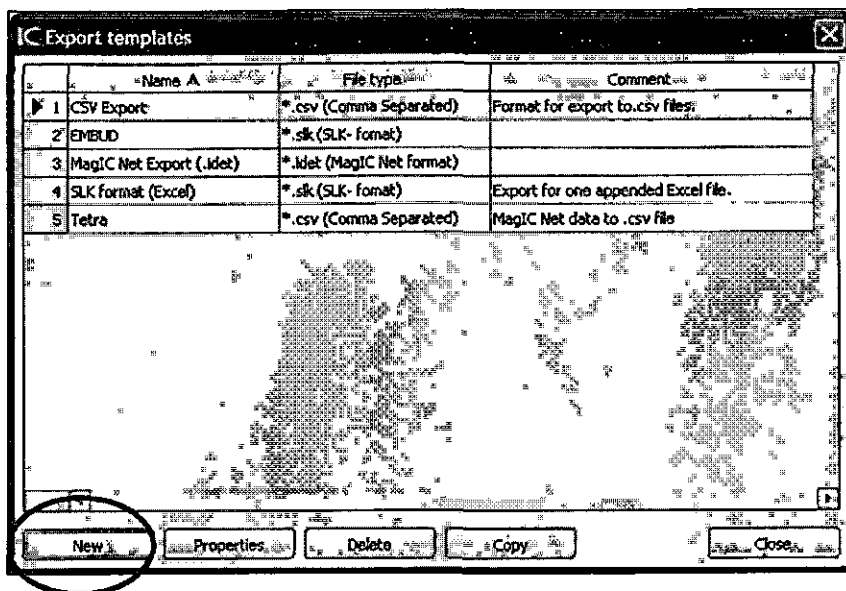 IC Export templates
Name File type Comment
1 CSV Export *.csv (Comma Separated) Format for export to.csv files.
2 EMBUD *.slk (SLK- fomat)
3 MagIC Net Export (.idet) *.idet (MagIC Net format)
4 SLK format (Excel) *.slk (SLK- fomat) Export for one appended Excel file.
5 Tetra *.csv (Comma Separated) MagIC Net data to .csv file
New Properties Delete Copy Close